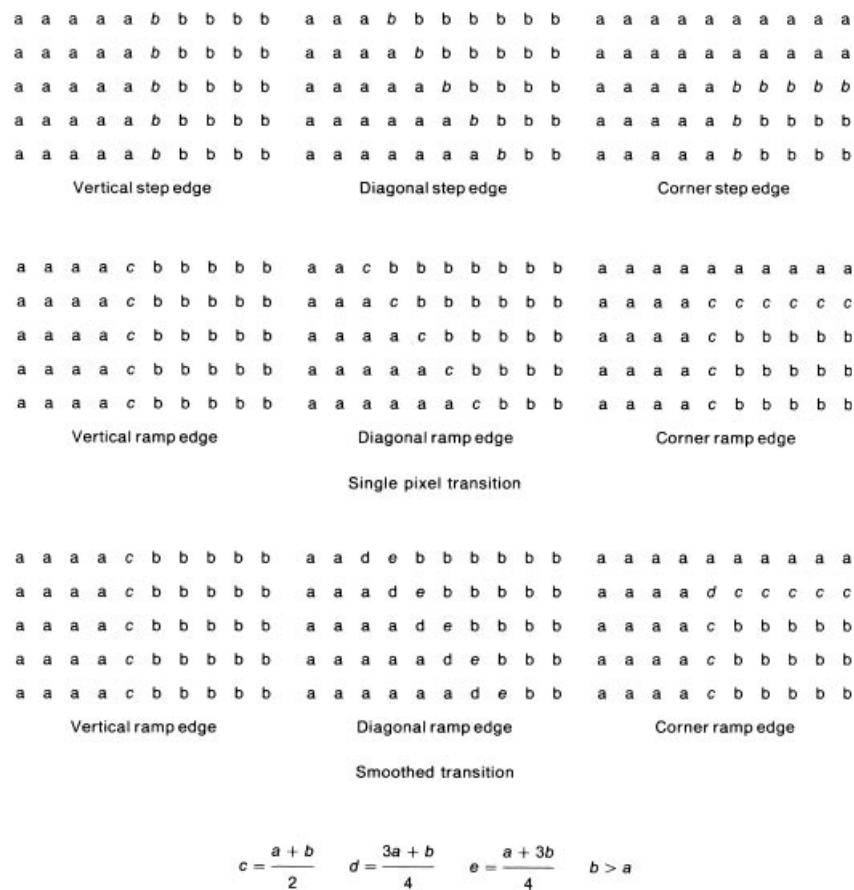 a a a a a b b b b b a a a b b b b b b b a a a a a a a a a a
a a a a a b b b b b a a a a b b b b b b a a a a a a a a a a
a a a a a b b b b b a a a a a b b b b b a a a a a b b b b b
a a a a a b b b b b a a a a a a b b b b a a a a a b b b b b
a a a a a b b b b b a a a a a a a b b b a a a a a b b b b b
Vertical step edge Diagonal step edge Corner step edge
a a a a c b b b b b a a c b b b b b b b a a a a a a a a a a
a a a a c b b b b b a a a c b b b b b b a a a a c c c c c c
a a a a c b b b b b a a a a c b b b b b a a a a c b b b b b
a a a a c b b b b b a a a a a c b b b b a a a a c b b b b b
a a a a c b b b b b a a a a a a c b b b a a a a c b b b b b
Vertical ramp edge Diagonal ramp edge Corner ramp edge
Single pixel transition
a a a a c b b b b b a a d e b b b b b b a a a a a a a a a a
a a a a c b b b b b a a a d e b b b b b a a a a d c c c c c
a a a a c b b b b b a a a a d e b b b b a a a a c b b b b b
a a a a c b b b b b a a a a a d e b b b a a a a c b b b b b
a a a a c b b b b b a a a a a a d e b b a a a a c b b b b b
Vertical ramp edge Diagonal ramp edge Corner ramp edge
Smoothed transition
c = (a + b)/2 d = (3a + b)/4 e = (a + 3b)/4 b > a